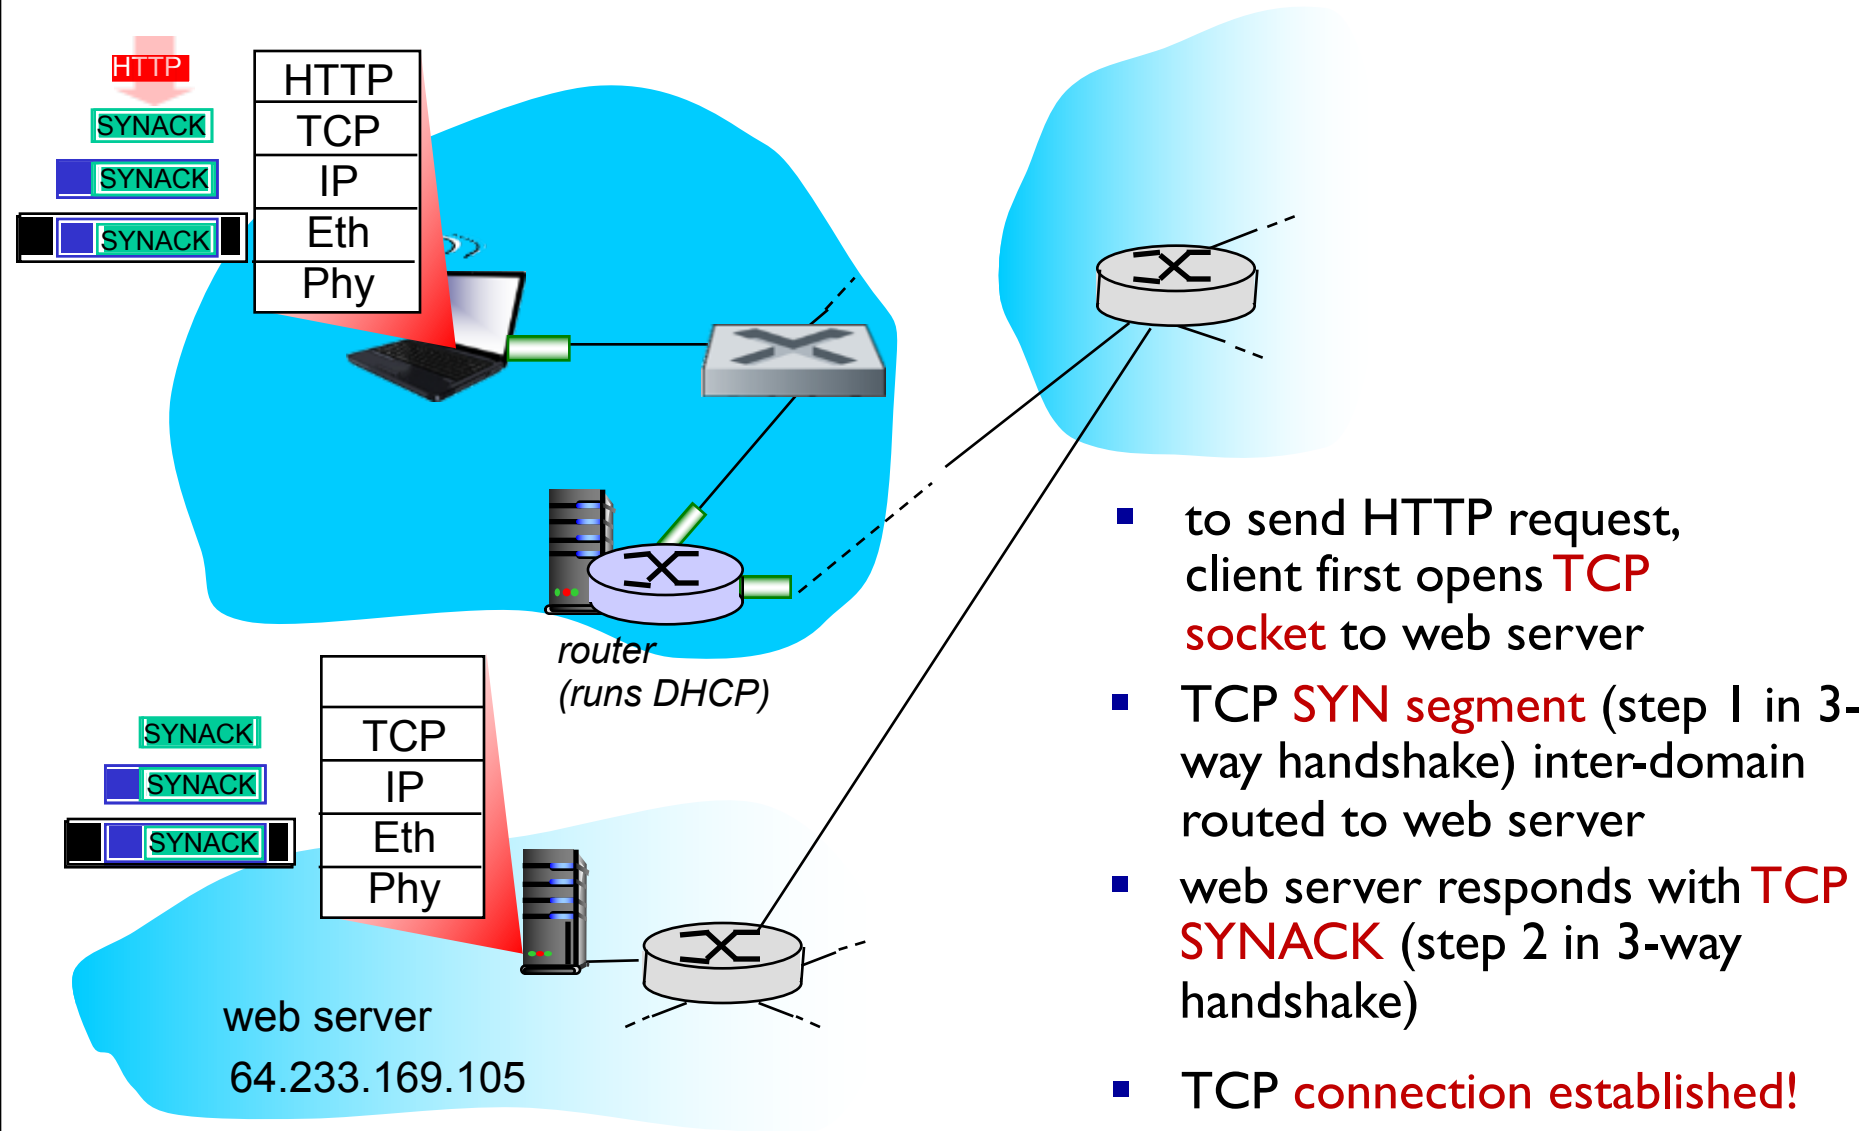 HTTP
SYNACK
SYNACK
SYNACK
HTTP
TCP
IP
Eth
Phy
router
(runs DHCP)
SYNACK
SYNACK
SYNACK
TCP
IP
Eth
Phy
web server
64.233.169.105
▪ to send HTTP request,
client first opens TCP
socket to web server
▪ TCP SYN segment (step 1 in 3-
way handshake) inter-domain
routed to web server
▪ web server responds with TCP
SYNACK (step 2 in 3-way
handshake)
▪ TCP connection established!